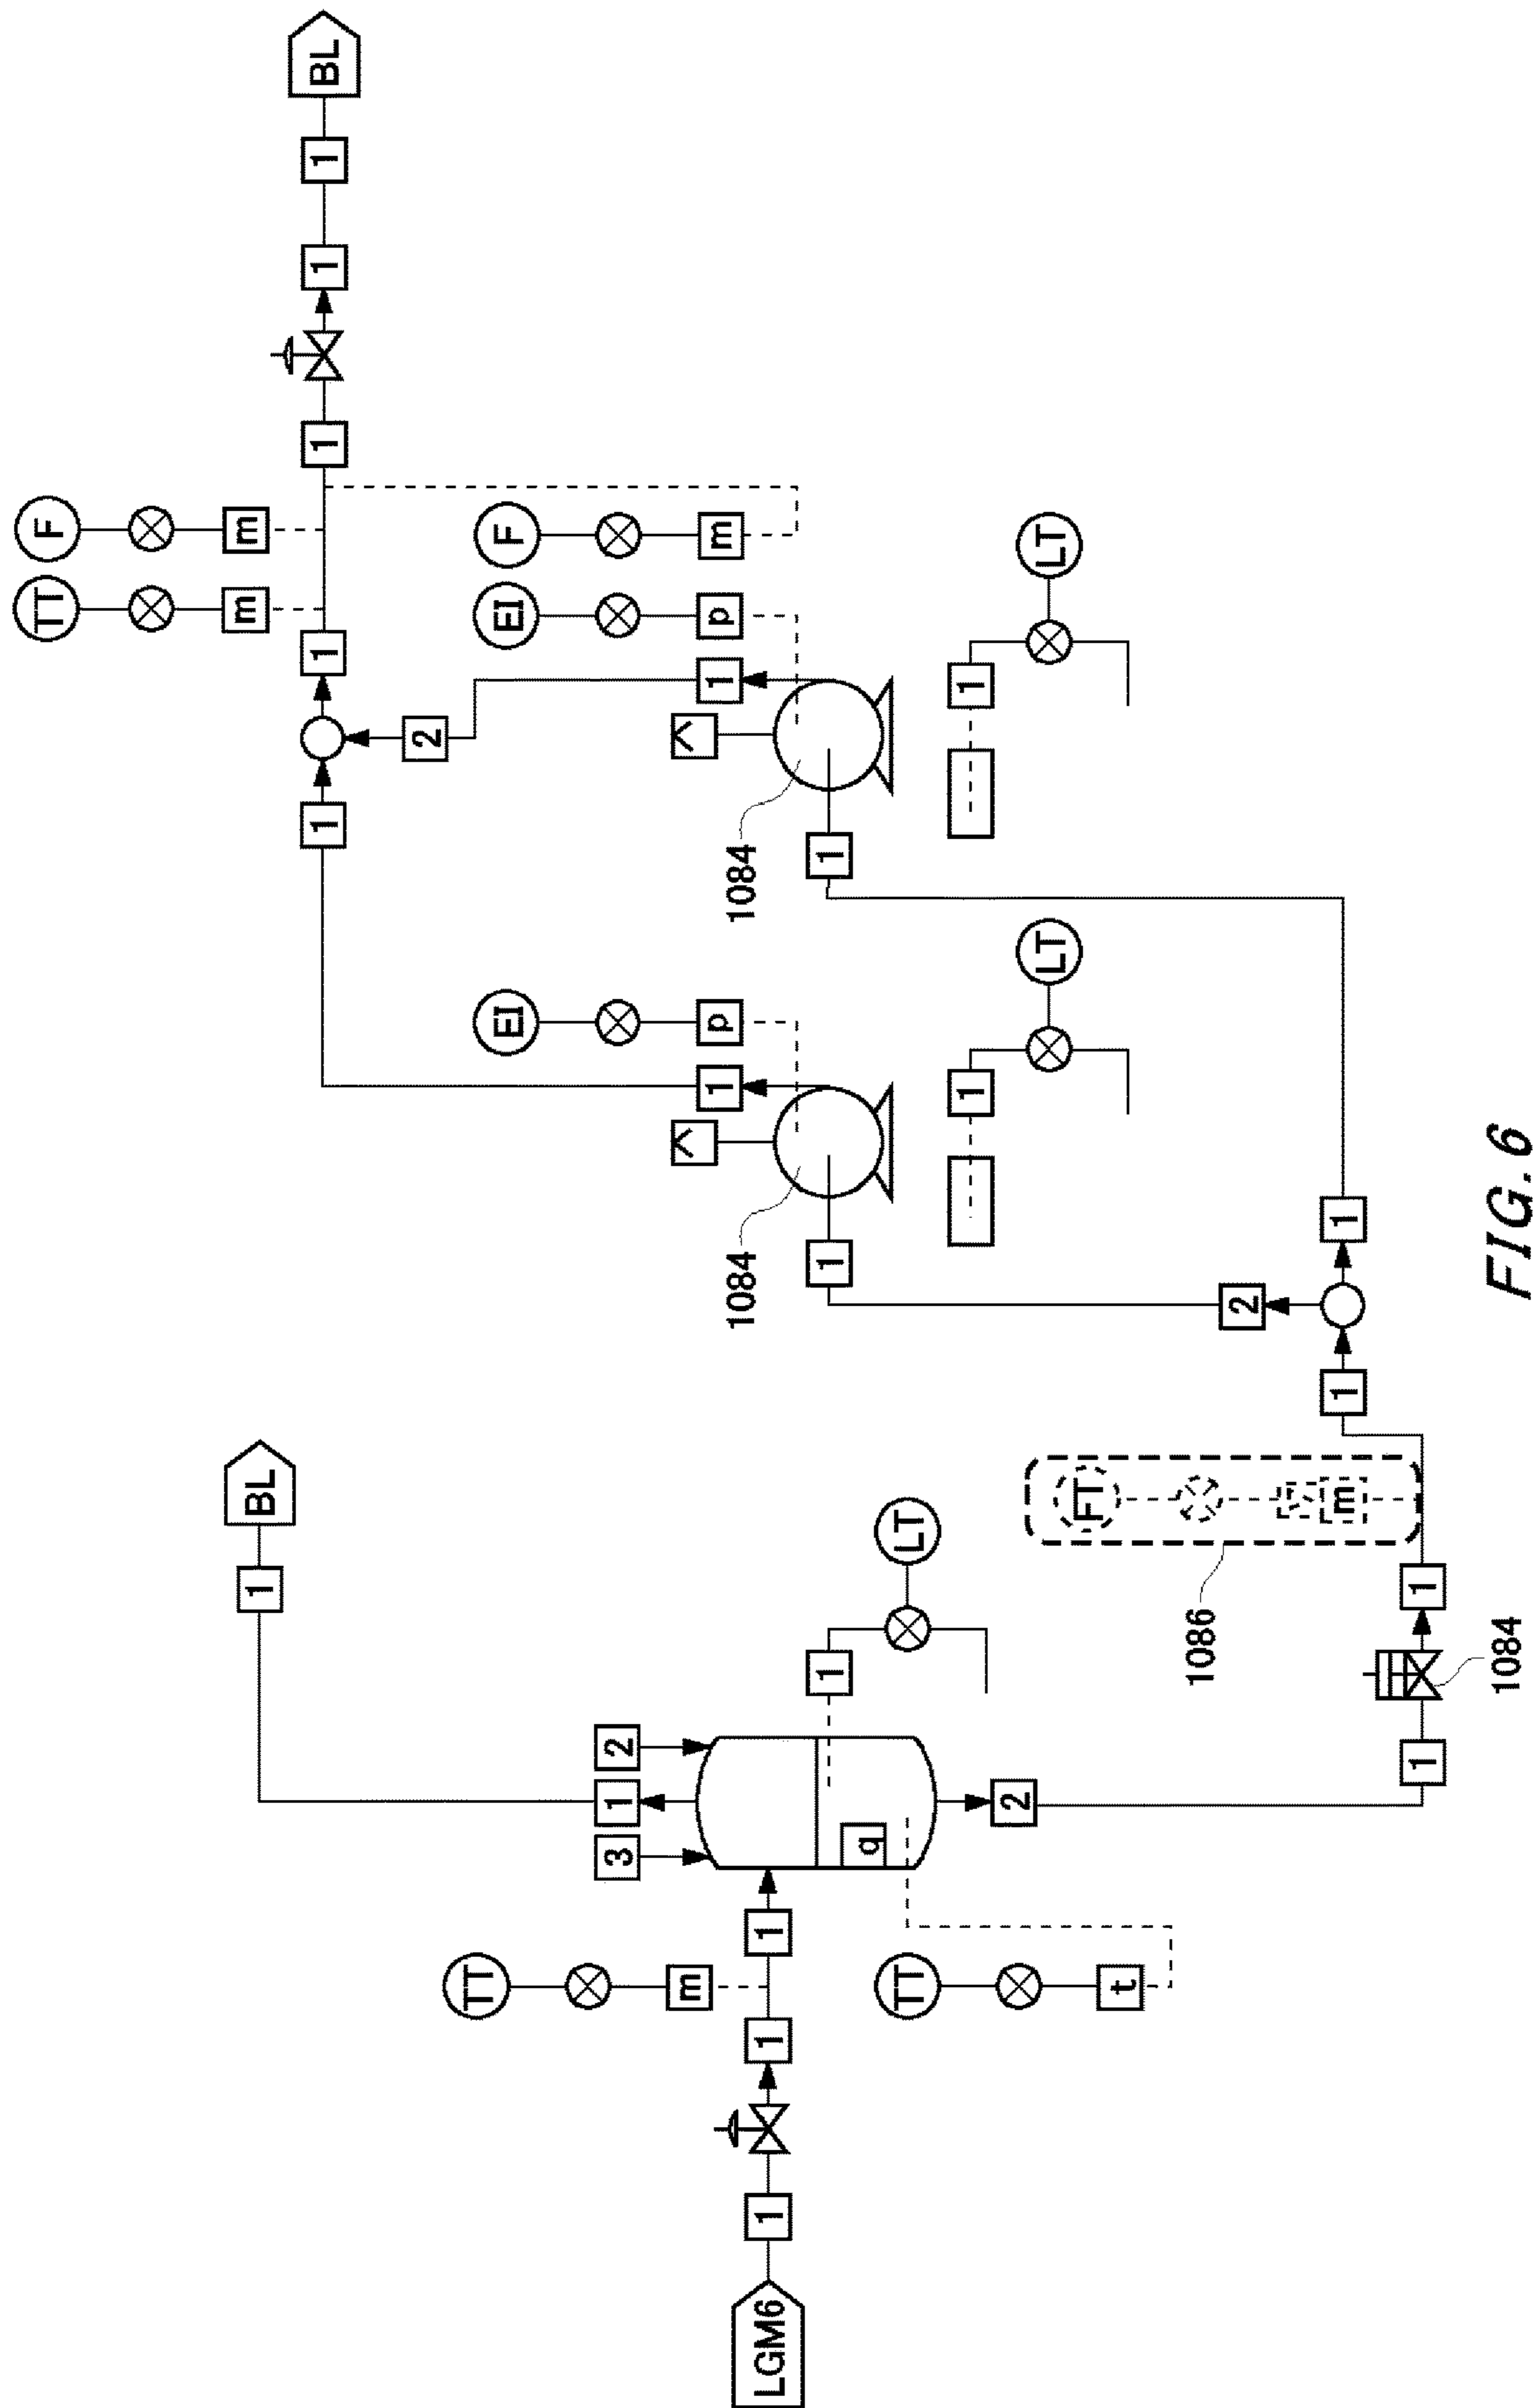 TT F
m m
1 BL
1 1 1 1 1 BL
2
TT
EI EI F
3 1 2
m 1 p 1 p m
1084 1084
LGM6 1 1 1
1 1 1
q
TT LT
1 1
2
LT LT
FT
t
1086
2
m 1 1
1 1
1084
FIG. 6